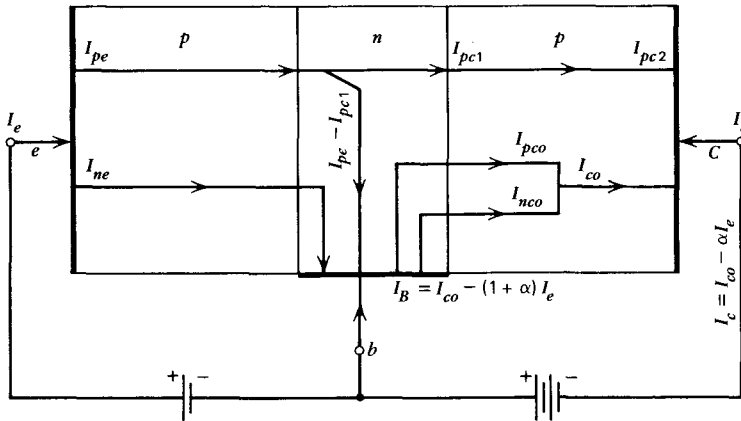 p n p
I_pe I_pc1 I_pc2
I_pe − I_pc1
I_e I
e C
I_pco
I_ne I_co
I_nco
I_B = I_co − (1 + α) I_e
I_c = I_co − αI_e
b
+ − + −